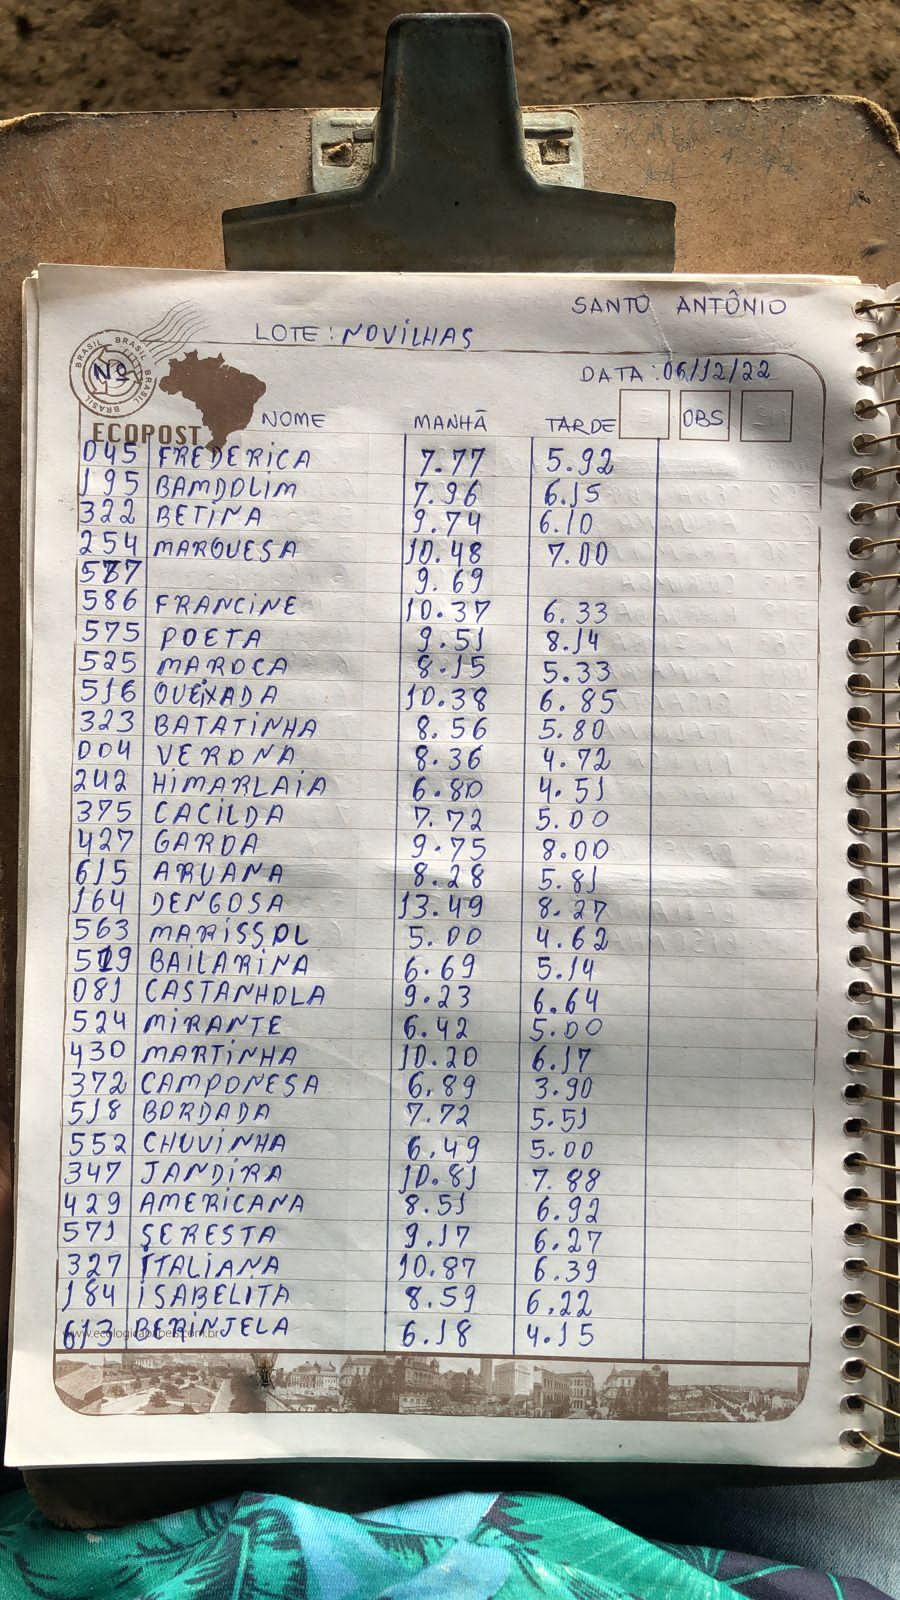 SANTO ANTÔNIO
LOTE : NOVILHAS
DATA : 06/12/22
BRASIL BRASIL BRASIL BRASIL
Nº NOME MANHÃ TARDE OBS
ECOPOST
045 FREDERICA 7.77 5.92
195 BAMDOLIM 7.96 6.15
322 BETINA 9.74 6.10
254 MARQUESA 10.48 7.00
587 9.69
586 FRANCINE 10.37 6.33
575 POETA 9.51 8.14
525 MAROCA 8.15 5.33
516 QUEIXADA 10.38 6.85
323 BATATINHA 8.56 5.80
004 VERONA 8.36 4.72
242 HIMARLAIA 6.80 4.51
375 CACILDA 7.72 5.00
427 GAROA 9.75 8.00
615 ARUANA 8.28 5.81
164 DENGOSA 13.49 8.27
563 MARISSOL 5.00 4.62
519 BAILARINA 6.69 5.14
081 CASTANHOLA 9.23 6.64
524 MIRANTE 6.42 5.00
430 MARTINHA 10.20 6.17
372 CAMPONESA 6.89 3.90
518 BORDADA 7.72 5.51
552 CHUVINHA 6.49 5.00
347 JANDIRA 10.81 7.88
429 AMERICANA 8.51 6.92
571 SERESTA 9.17 6.27
327 ITALIANA 10.87 6.39
184 ISABELITA 8.59 6.22
613 BERINJELA 6.18 4.15